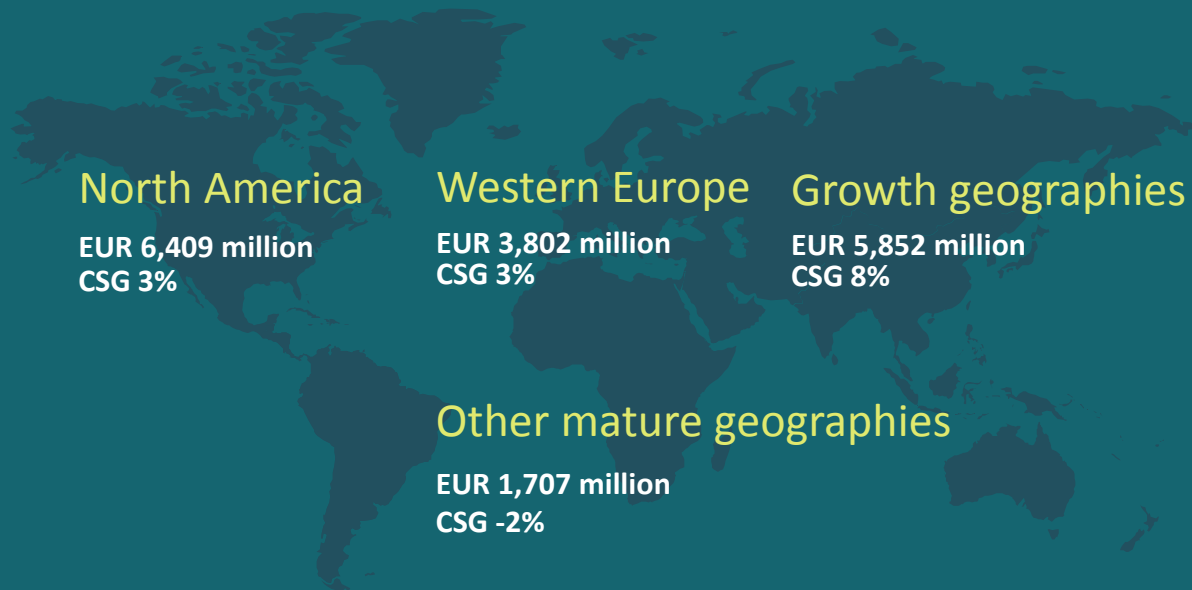 North America
EUR 6,409 million
CSG 3%
Western Europe
EUR 3,802 million
CSG 3%
Growth geographies
EUR 5,852 million
CSG 8%
Other mature geographies
EUR 1,707 million
CSG -2%